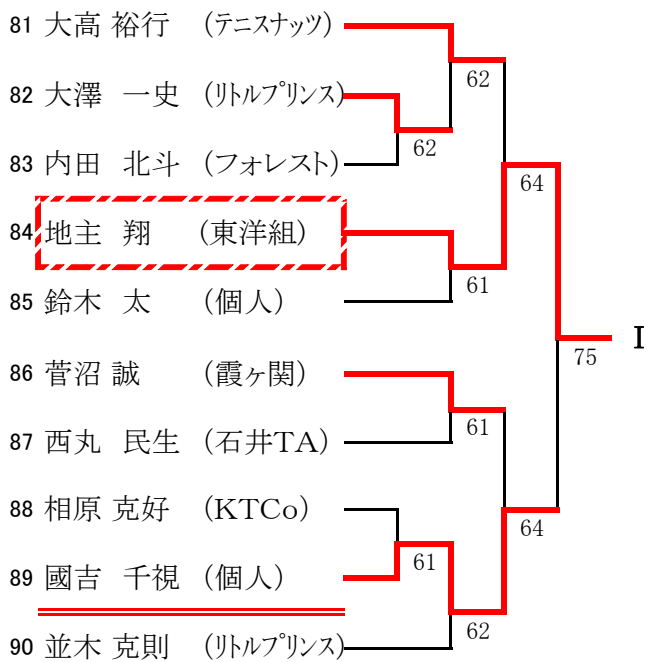 81 大高 裕行 (テニスナッツ)
62
82 大澤 一史 (リトルプリンス)
62
83 内田 北斗 (フォレスト)
64
84 地主 翔 (東洋組)
61
85 鈴木 太 (個人)
75
I
86 菅沼 誠 (霞ヶ関)
61
87 西丸 民生 (石井TA)
88 相原 克好 (KTCo)
64
61
89 國吉 千視 (個人)
62
90 並木 克則 (リトルプリンス)